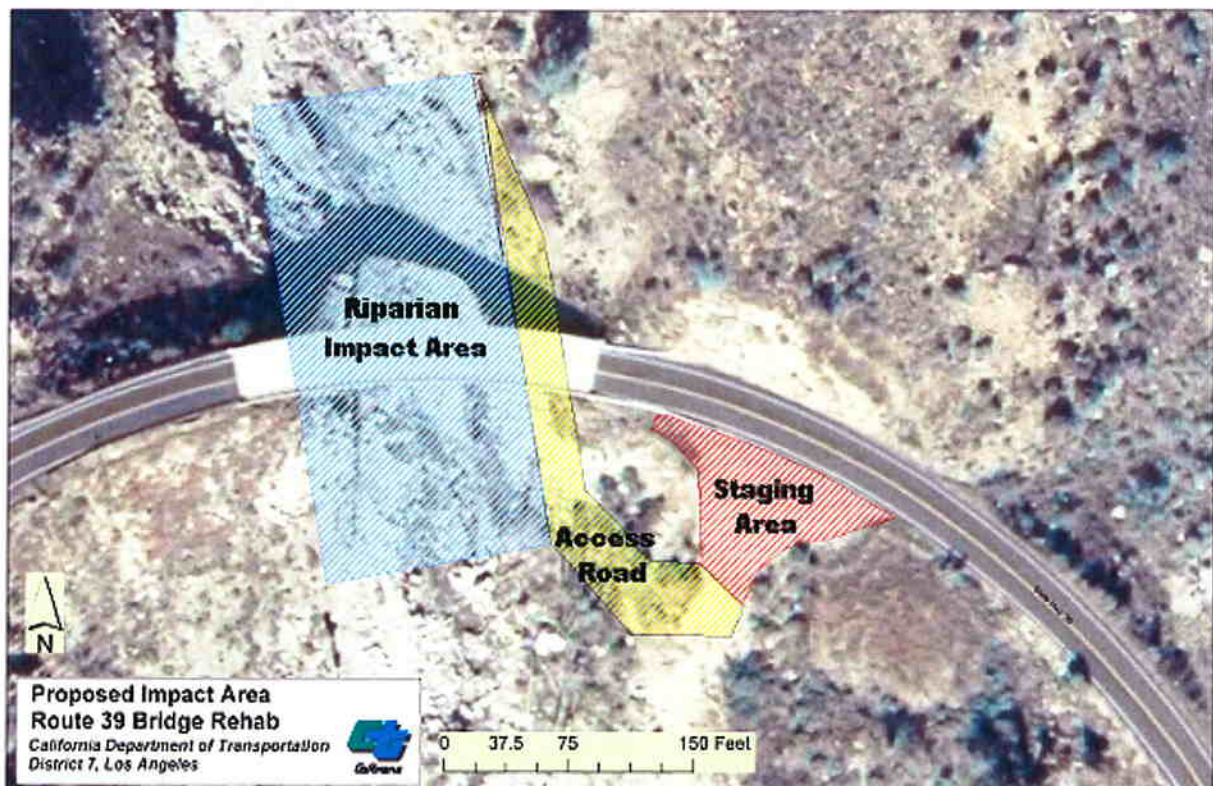 Riparian
Impact Area
Staging
Area
Access
Road
N
Proposed Impact Area
Route 39 Bridge Rehab
California Department of Transportation
District 7, Los Angeles
Caltrans
0 37.5 75 150 Feet